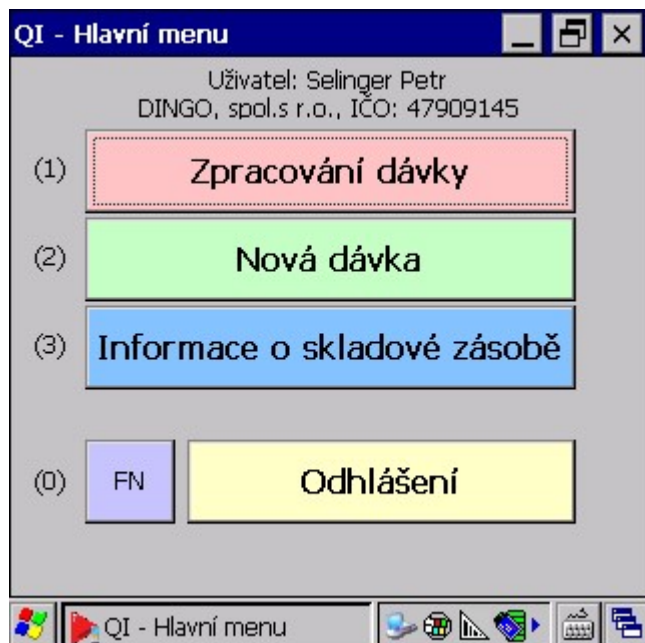 QI - Hlavní menu
Uživatel: Selinger Petr
DINGO, spol.s r.o., IČO: 47909145
(1) Zpracování dávky
(2) Nová dávka
(3) Informace o skladové zásobě
(0) FN Odhlášení
QI - Hlavní menu